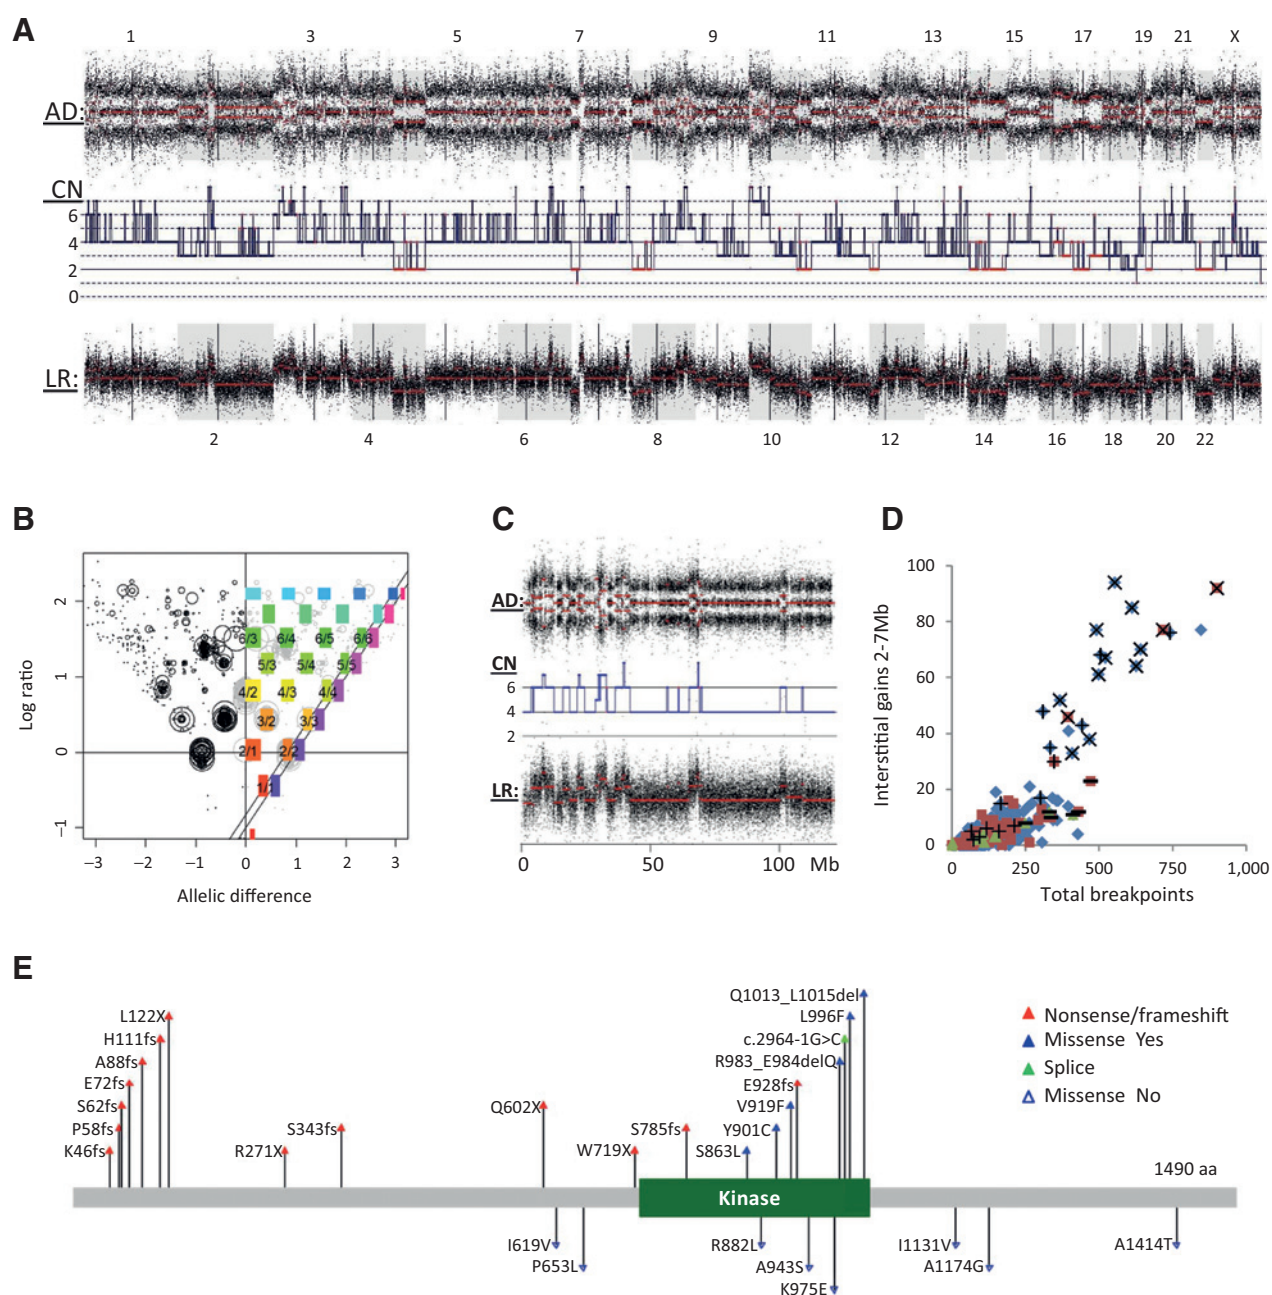 A
1 3 5 7 9 11 13 15 17 19 21 X
AD:
CN
6
4
2
0
LR:
2 4 6 8 10 12 14 16 18 20 22
B
Log ratio
2
1
0
−1
6/3 6/4 6/5 6/6
5/3 5/4 5/5
4/2 4/3 4/4
3/2 3/3
2/1 2/2
1/1
−3 −2 −1 0 1 2 3
Allelic difference
C
AD:
CN
6
4
2
LR:
0 50 100 Mb
D
Interstitial gains 2-7Mb
100
80
60
40
20
0
0 250 500 750 1,000
Total breakpoints
E
Q1013_L1015del
L122X
L996F
H111fs
c.2964-1G>C
A88fs
R983_E984delQ
E72fs
E928fs
S62fs
Q602X
V919F
P58fs
S343fs
S785fs
Y901C
K46fs
R271X
W719X
S863L
Nonsense/frameshift
Missense Yes
Splice
Missense No
1490 aa
Kinase
I619V
R882L
I1131V
A1414T
P653L
A943S
A1174G
K975E